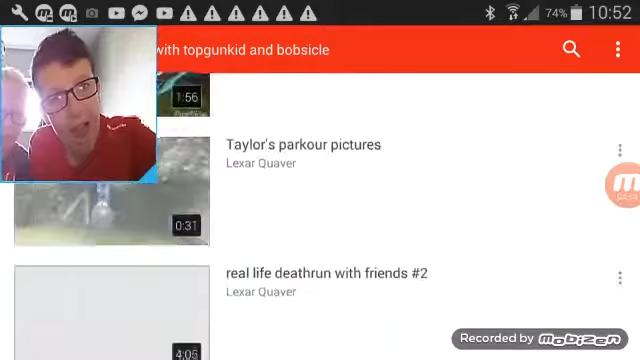 74% 10:52
with topgunkid and bobsicle
1:56
Taylor's parkour pictures
Lexar Quaver
0:31
real life deathrun with friends #2
Lexar Quaver
4:05
Recorded by mobizen